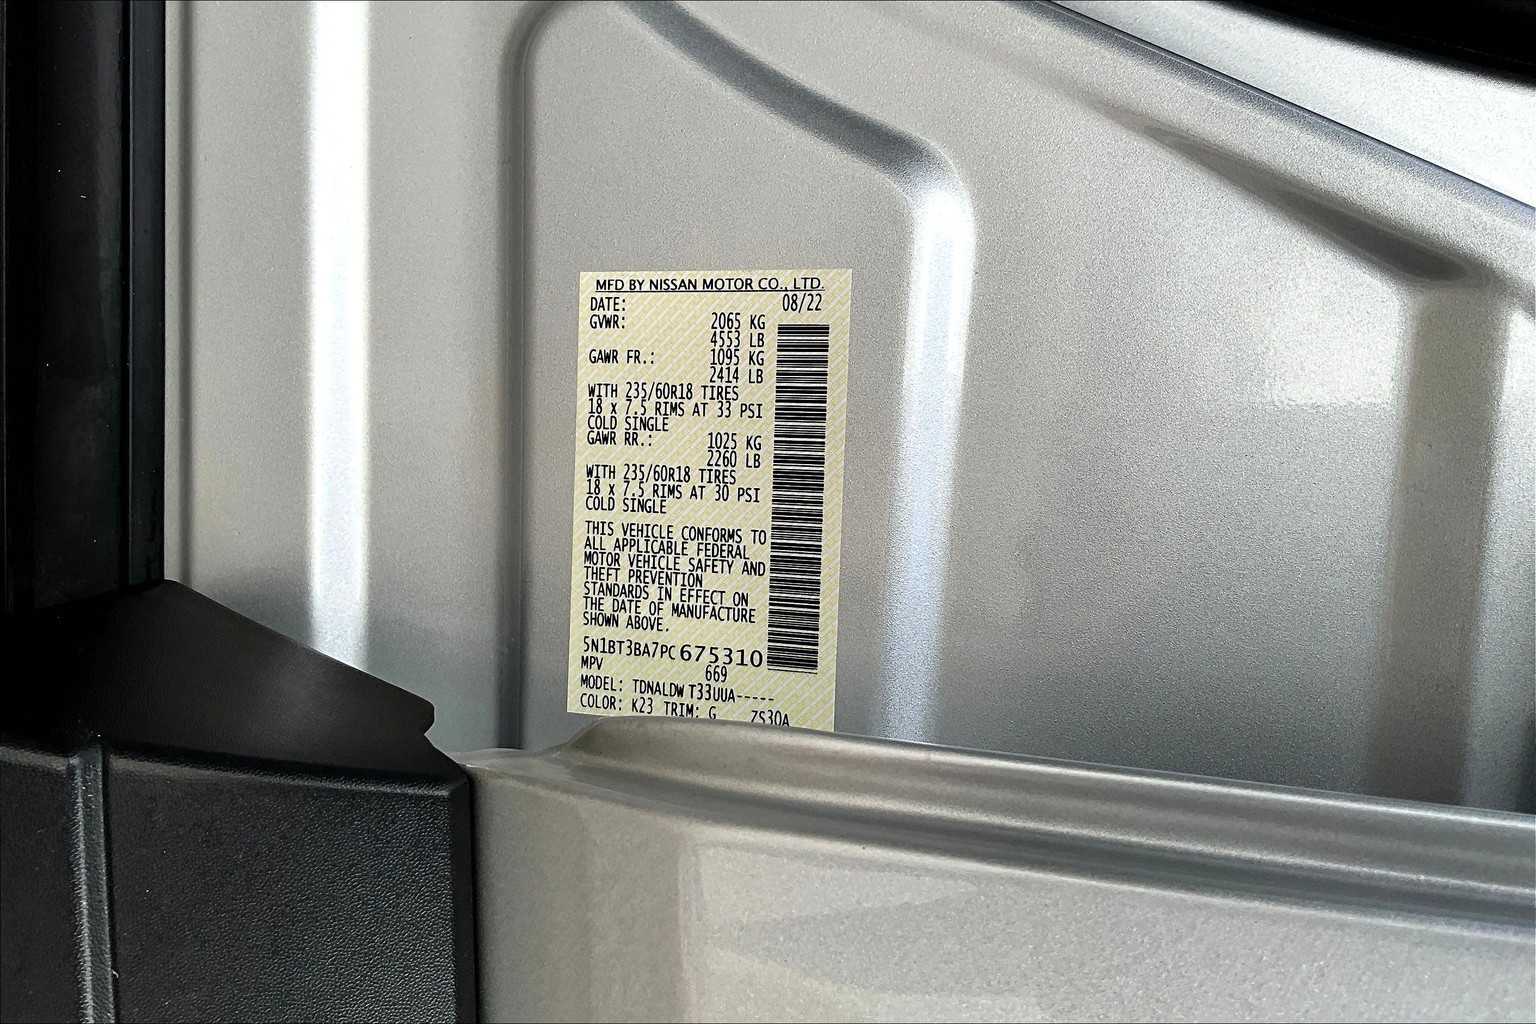 MFD BY NISSAN MOTOR CO., LTD.
DATE: 08/22
GVWR: 2065 KG
4553 LB
GAWR FR.: 1095 KG
2414 LB
WITH 235/60R18 TIRES
18 x 7.5 RIMS AT 33 PSI
COLD SINGLE
GAWR RR.: 1025 KG
2260 LB
WITH 235/60R18 TIRES
18 x 7.5 RIMS AT 30 PSI
COLD SINGLE
THIS VEHICLE CONFORMS TO
ALL APPLICABLE FEDERAL
MOTOR VEHICLE SAFETY AND
THEFT PREVENTION
STANDARDS IN EFFECT ON
THE DATE OF MANUFACTURE
SHOWN ABOVE.
5N1BT3BA7PC675310
MPV 669
MODEL: TDNALDWT33UUA-----
COLOR: K23 TRIM: G ZS30A